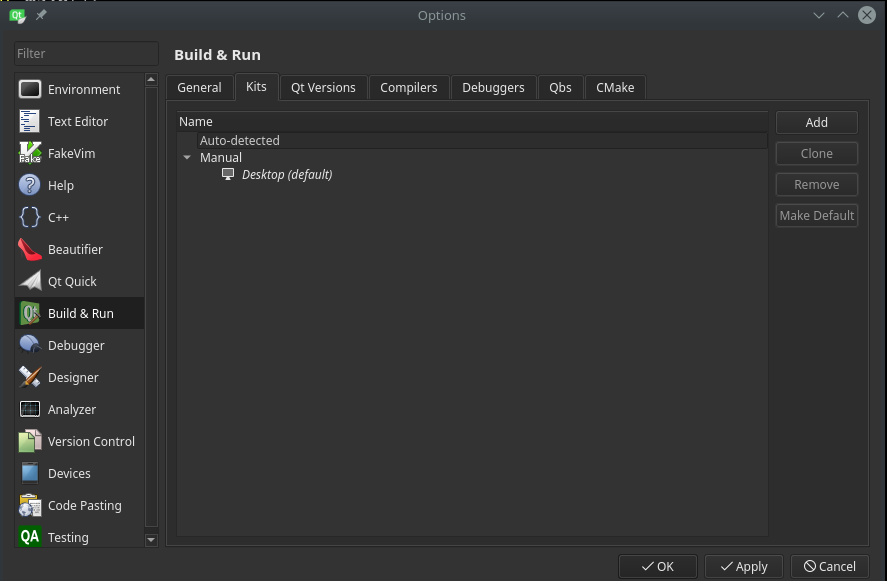 Options
Filter
Environment
Text Editor
FakeVim
Help
C++
Beautifier
Qt Quick
Build & Run
Debugger
Designer
Analyzer
Version Control
Devices
Code Pasting
QA Testing
Build & Run
General Kits Qt Versions Compilers Debuggers Qbs CMake
Name
Auto-detected
Manual
Desktop (default)
Add
Clone
Remove
Make Default
OK Apply Cancel